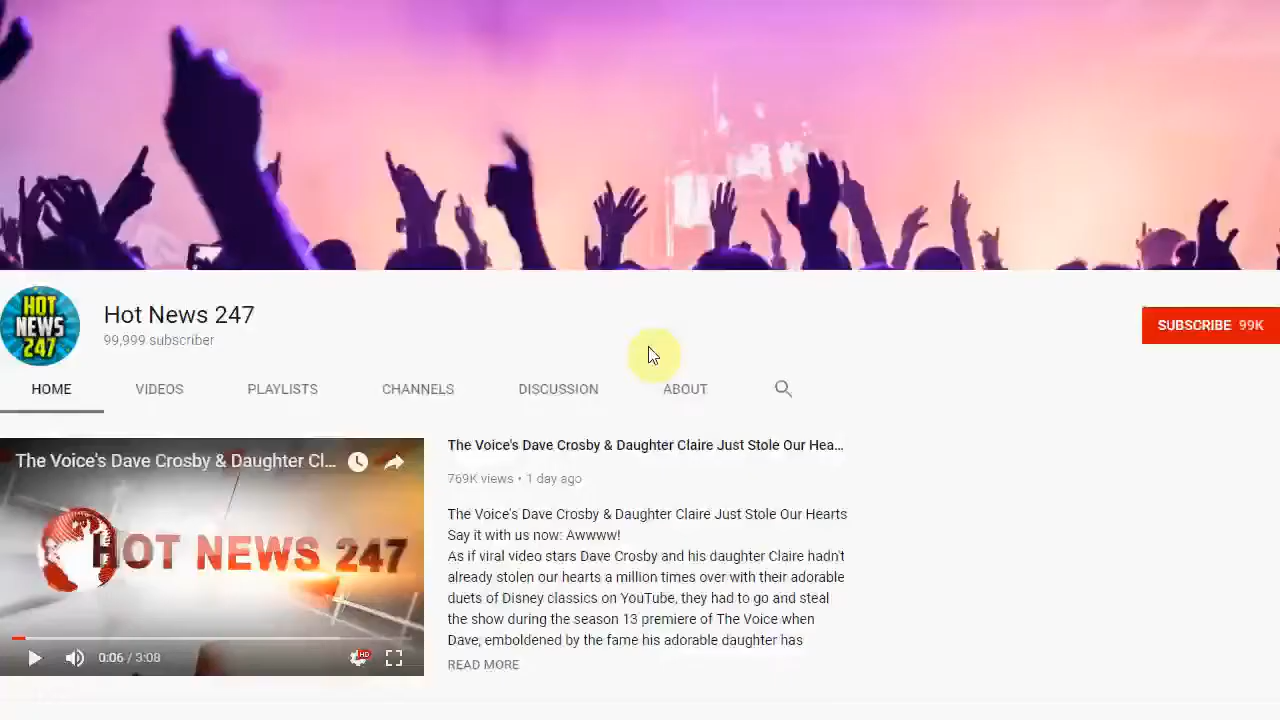 HOT
NEWS
247
Hot News 247
99,999 subscriber
SUBSCRIBE 99K
HOME VIDEOS PLAYLISTS CHANNELS DISCUSSION ABOUT
The Voice's Dave Crosby & Daughter Cl...
HOT NEWS 247
0:06 / 3:08
HD
The Voice's Dave Crosby & Daughter Claire Just Stole Our Hea...
769K views • 1 day ago
The Voice's Dave Crosby & Daughter Claire Just Stole Our Hearts
Say it with us now: Awwww!
As if viral video stars Dave Crosby and his daughter Claire hadn't
already stolen our hearts a million times over with their adorable
duets of Disney classics on YouTube, they had to go and steal
the show during the season 13 premiere of The Voice when
Dave, emboldened by the fame his adorable daughter has
READ MORE